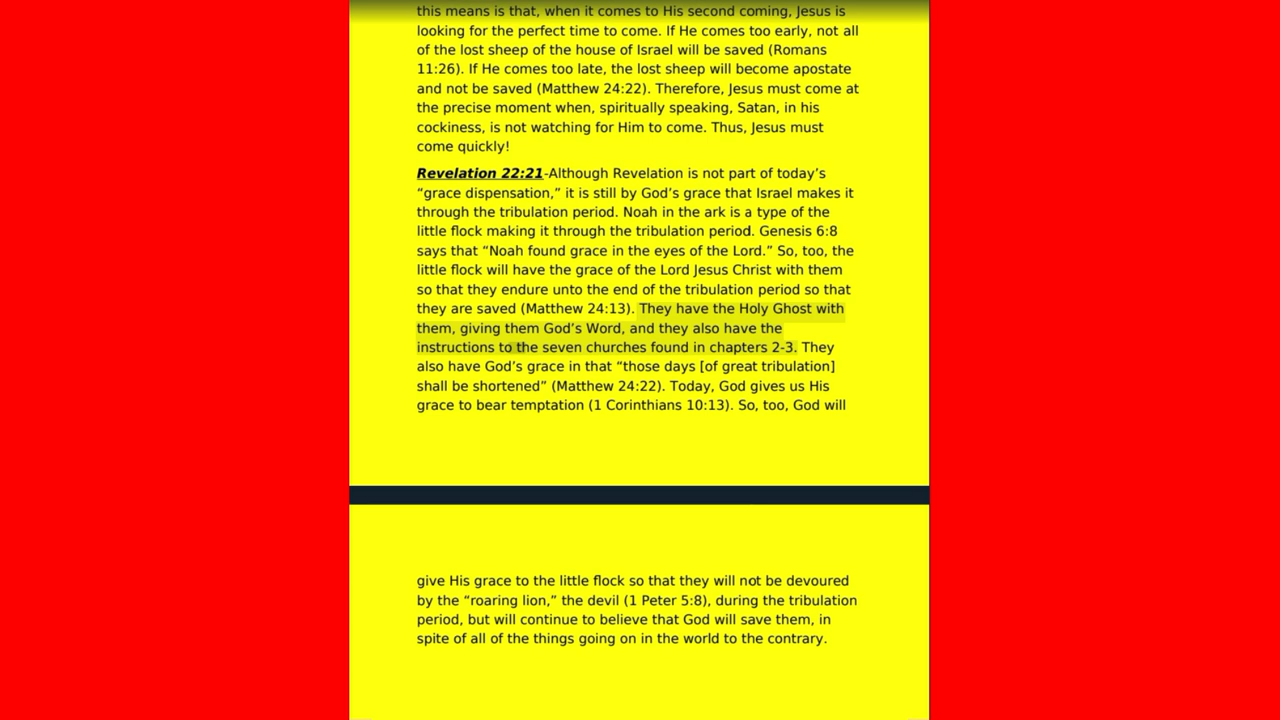 this means is that, when it comes to His second coming, Jesus is
looking for the perfect time to come. If He comes too early, not all
of the lost sheep of the house of Israel will be saved (Romans
11:26). If He comes too late, the lost sheep will become apostate
and not be saved (Matthew 24:22). Therefore, Jesus must come at
the precise moment when, spiritually speaking, Satan, in his
cockiness, is not watching for Him to come. Thus, Jesus must
come quickly!
Revelation 22:21-Although Revelation is not part of today’s
“grace dispensation,” it is still by God’s grace that Israel makes it
through the tribulation period. Noah in the ark is a type of the
little flock making it through the tribulation period. Genesis 6:8
says that “Noah found grace in the eyes of the Lord.” So, too, the
little flock will have the grace of the Lord Jesus Christ with them
so that they endure unto the end of the tribulation period so that
they are saved (Matthew 24:13). They have the Holy Ghost with
them, giving them God’s Word, and they also have the
instructions to the seven churches found in chapters 2-3. They
also have God’s grace in that “those days [of great tribulation]
shall be shortened” (Matthew 24:22). Today, God gives us His
grace to bear temptation (1 Corinthians 10:13). So, too, God will
give His grace to the little flock so that they will not be devoured
by the “roaring lion,” the devil (1 Peter 5:8), during the tribulation
period, but will continue to believe that God will save them, in
spite of all of the things going on in the world to the contrary.